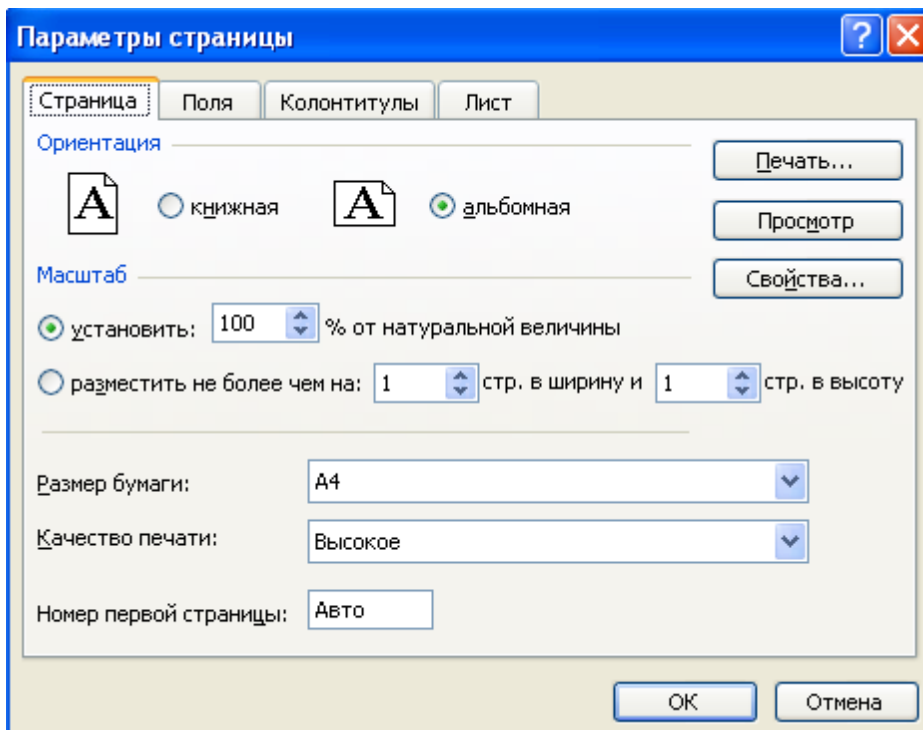 Параметры страницы
Страница Поля Колонтитулы Лист
Ориентация
Печать...
A книжная A альбомная
Просмотр
Масштаб
Свойства...
установить: 100 % от натуральной величины
разместить не более чем на: 1 стр. в ширину и 1 стр. в высоту
Размер бумаги: A4
Качество печати: Высокое
Номер первой страницы: Авто
ОК Отмена